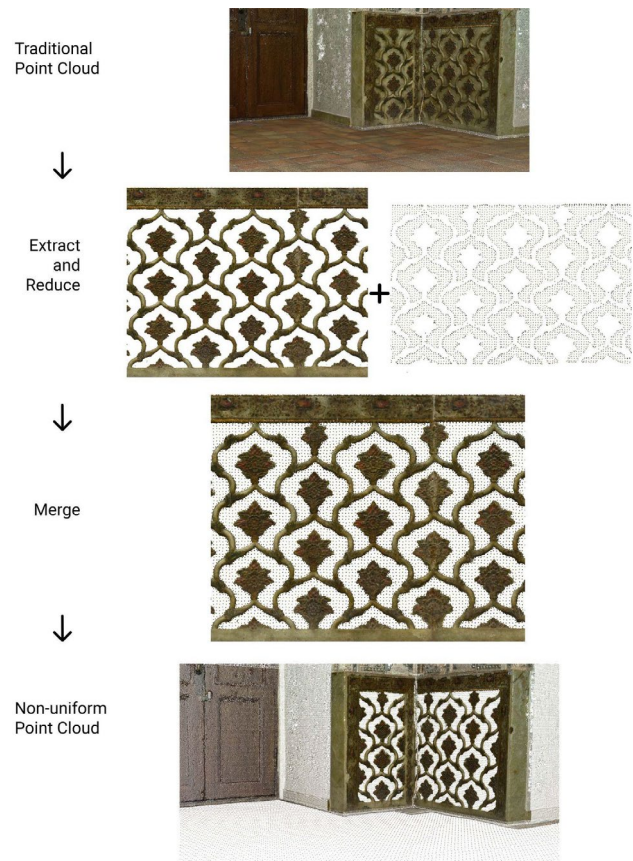 Traditional
Point Cloud
Extract
and
Reduce
Merge
Non-uniform
Point Cloud